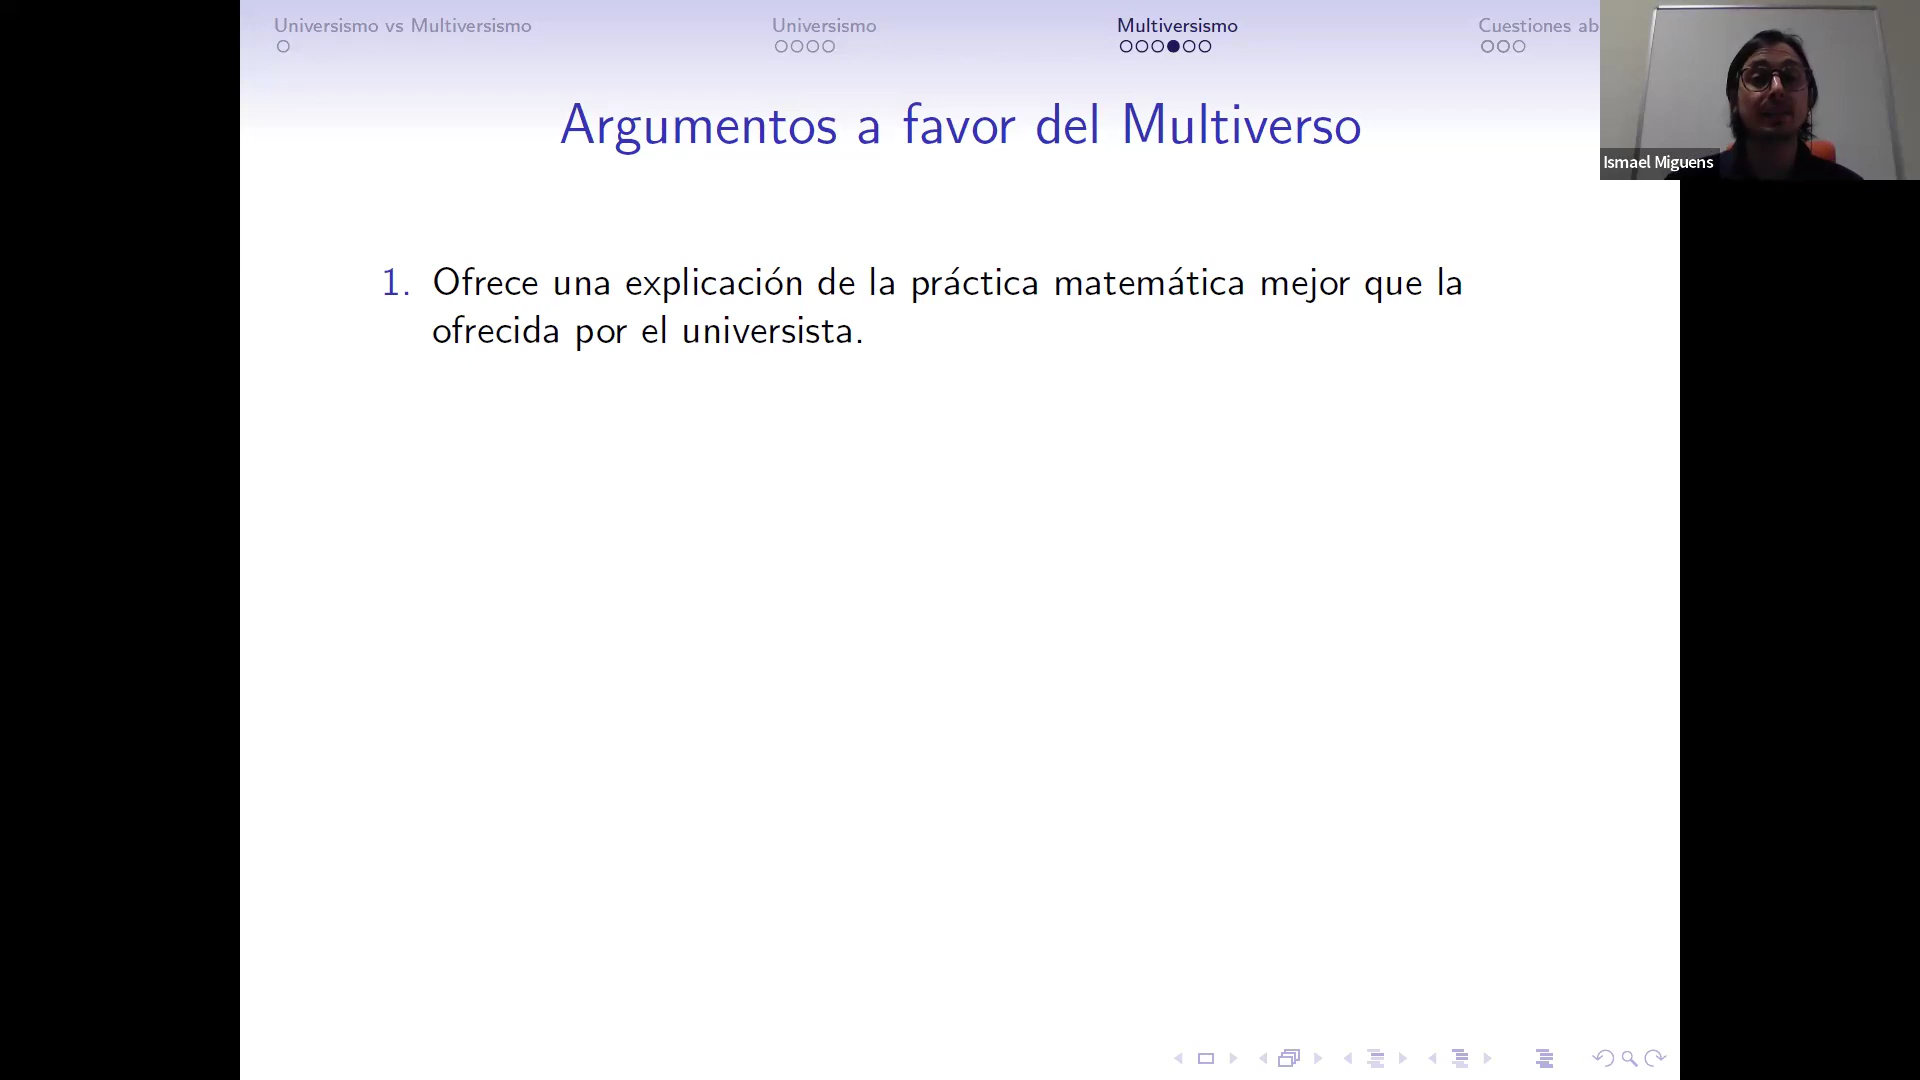 Universismo vs Multiversismo
Universismo
Multiversismo
Cuestiones ab
Argumentos a favor del Multiverso
Ismael Miguens
1. Ofrece una explicación de la práctica matemática mejor que la
ofrecida por el universista.